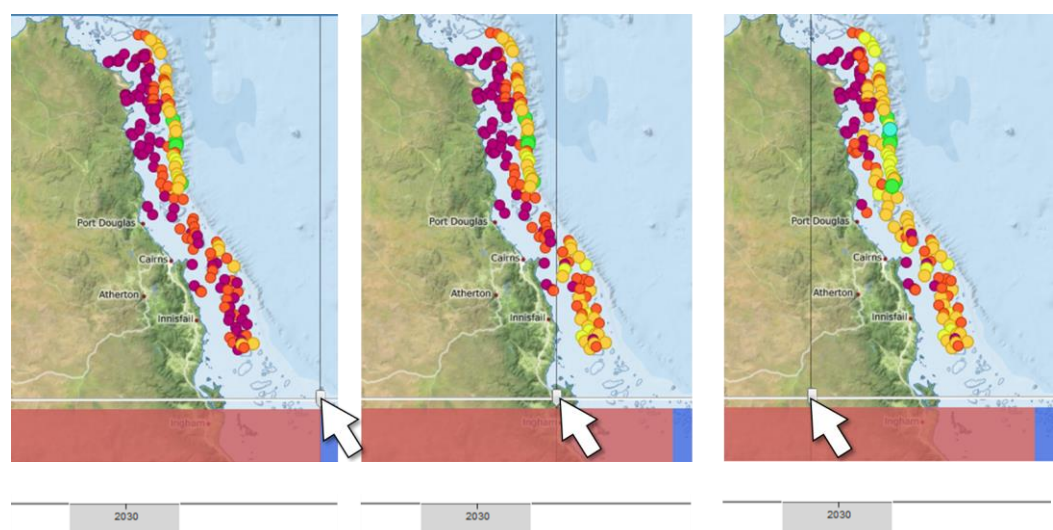 Port Douglas
Cairns
Atherton
Innisfail
Ingham
2030
Port Douglas
Cairns
Atherton
Innisfail
Ingham
2030
Port Douglas
Cairns
Atherton
Innisfail
Ingham
2030